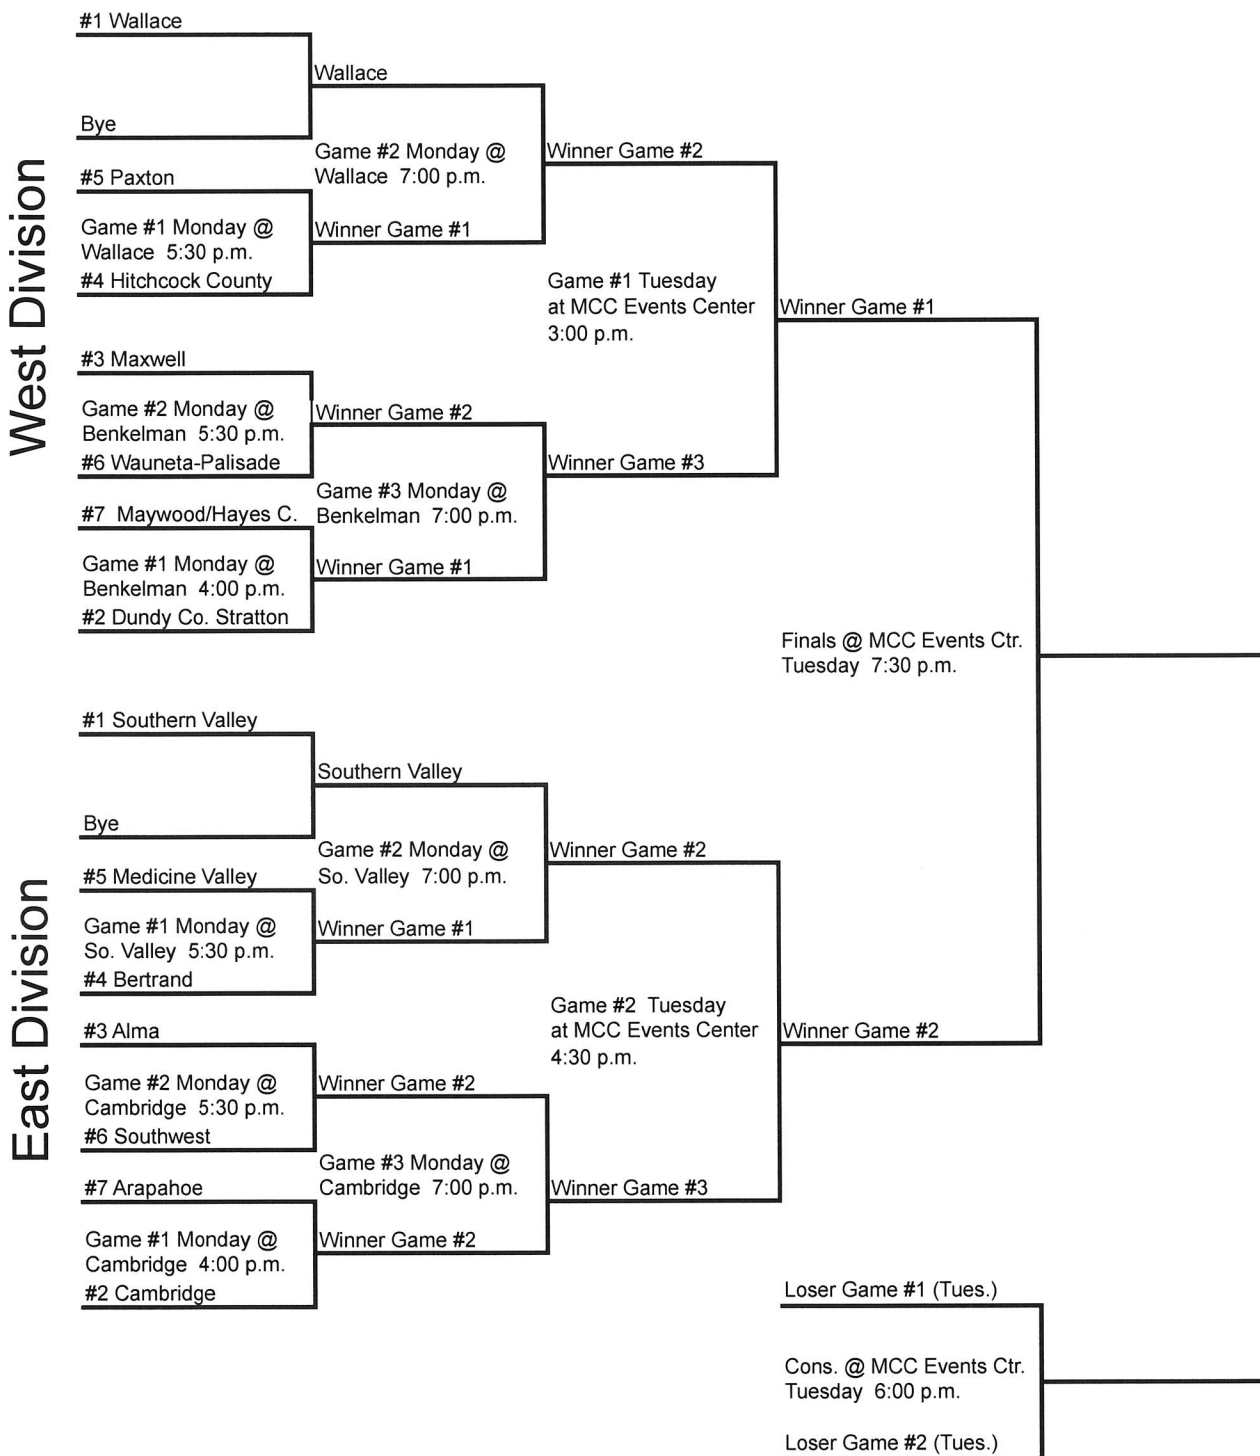 West Division
#1 Wallace
Bye
#5 Paxton
Game #1 Monday @
Wallace  5:30 p.m.
#4 Hitchcock County
#3 Maxwell
Game #2 Monday @
Benkelman  5:30 p.m.
#6 Wauneta-Palisade
#7  Maywood/Hayes C.
Game #1 Monday @
Benkelman  4:00 p.m.
#2 Dundy Co. Stratton
Wallace
Game #2 Monday @
Wallace  7:00 p.m.
Winner Game #1
Winner Game #2
Game #3 Monday @
Benkelman  7:00 p.m.
Winner Game #1
Winner Game #2
Game #1 Tuesday
at MCC Events Center
3:00 p.m.
Winner Game #3
Winner Game #1
Finals @ MCC Events Ctr.
Tuesday  7:30 p.m.
East Division
#1 Southern Valley
Bye
#5 Medicine Valley
Game #1 Monday @
So. Valley  5:30 p.m.
#4 Bertrand
#3 Alma
Game #2 Monday @
Cambridge  5:30 p.m.
#6 Southwest
#7 Arapahoe
Game #1 Monday @
Cambridge  4:00 p.m.
#2 Cambridge
Southern Valley
Game #2 Monday @
So. Valley  7:00 p.m.
Winner Game #1
Winner Game #2
Game #3 Monday @
Cambridge  7:00 p.m.
Winner Game #2
Winner Game #2
Game #2  Tuesday
at MCC Events Center
4:30 p.m.
Winner Game #3
Winner Game #2
Loser Game #1 (Tues.)
Cons. @ MCC Events Ctr.
Tuesday  6:00 p.m.
Loser Game #2 (Tues.)